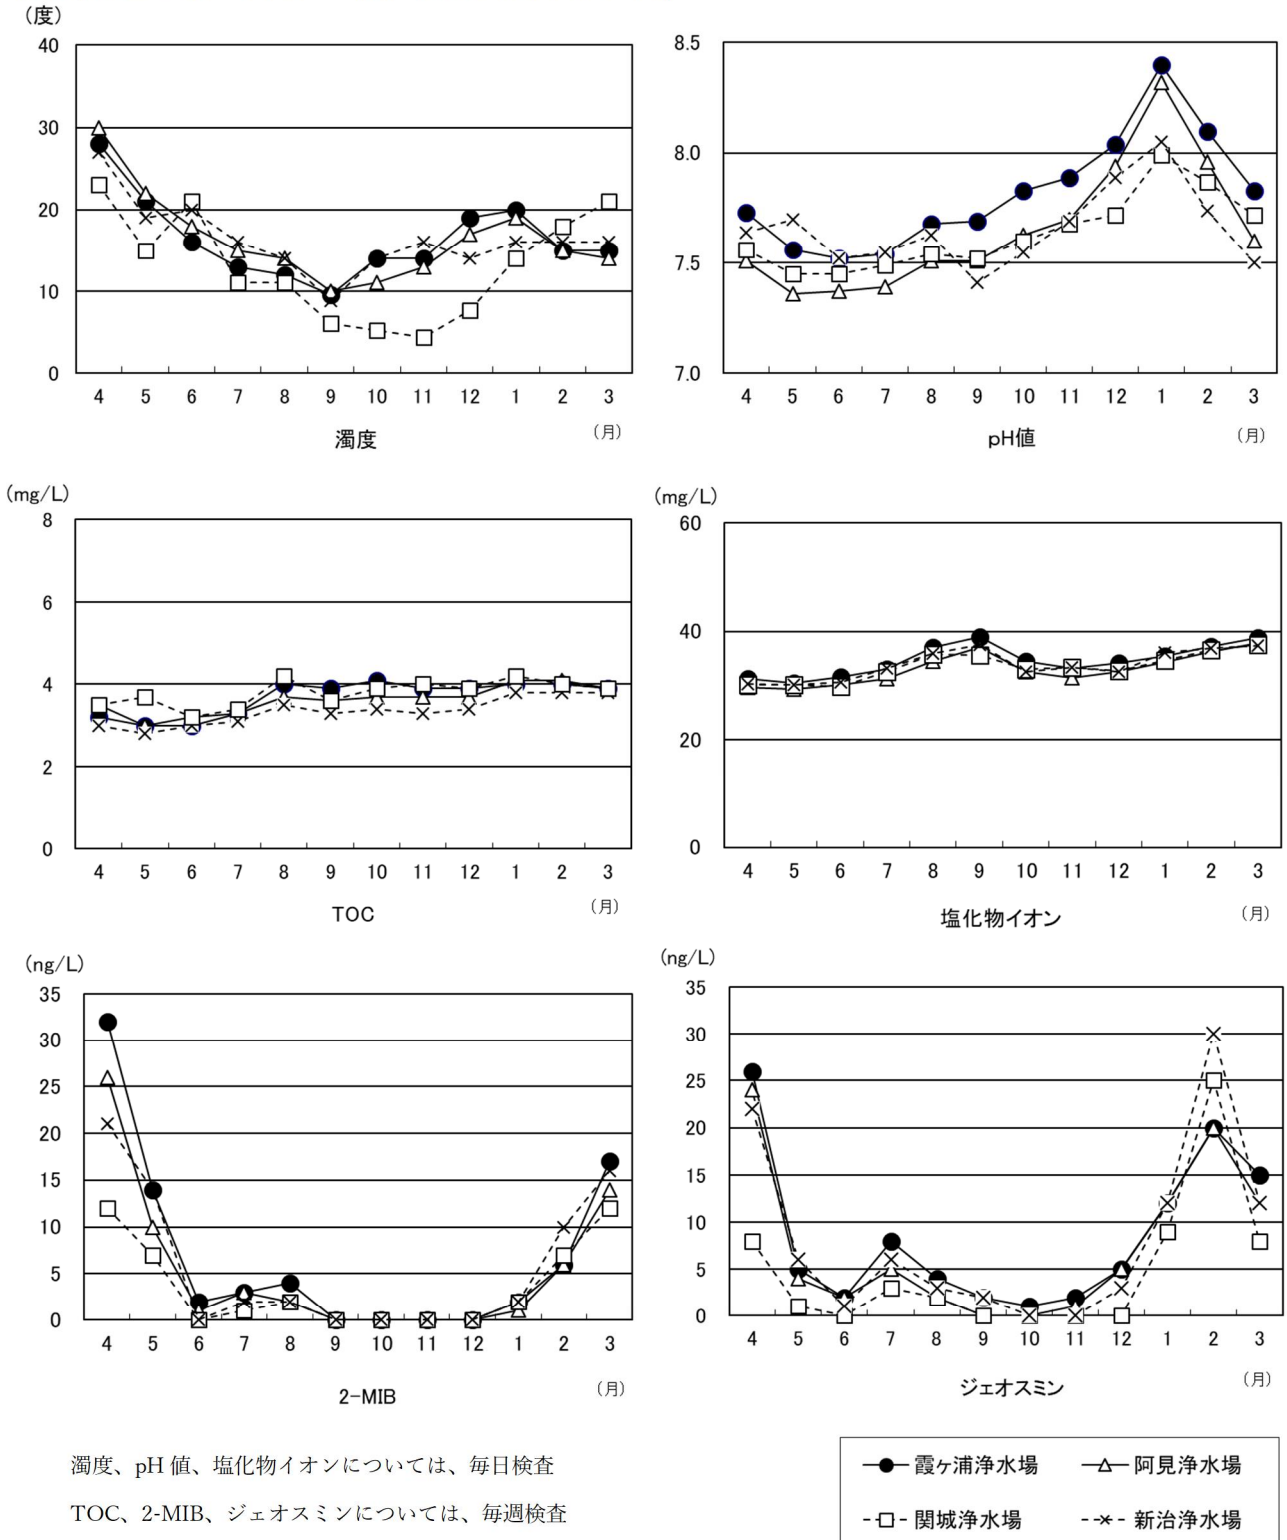 (度)
40
30
20
10
0
4 5 6 7 8 9 10 11 12 1 2 3
濁度
(月)
8.5
8.0
7.5
7.0
4 5 6 7 8 9 10 11 12 1 2 3
pH値
(月)
(mg/L)
8
6
4
2
0
4 5 6 7 8 9 10 11 12 1 2 3
TOC
(月)
(mg/L)
60
40
20
0
4 5 6 7 8 9 10 11 12 1 2 3
塩化物イオン
(月)
(ng/L)
35
30
25
20
15
10
5
0
4 5 6 7 8 9 10 11 12 1 2 3
2-MIB
(月)
(ng/L)
35
30
25
20
15
10
5
0
4 5 6 7 8 9 10 11 12 1 2 3
ジェオスミン
(月)
濁度、pH 値、塩化物イオンについては、毎日検査
TOC、2-MIB、ジェオスミンについては、毎週検査
霞ヶ浦浄水場 阿見浄水場
関城浄水場 新治浄水場